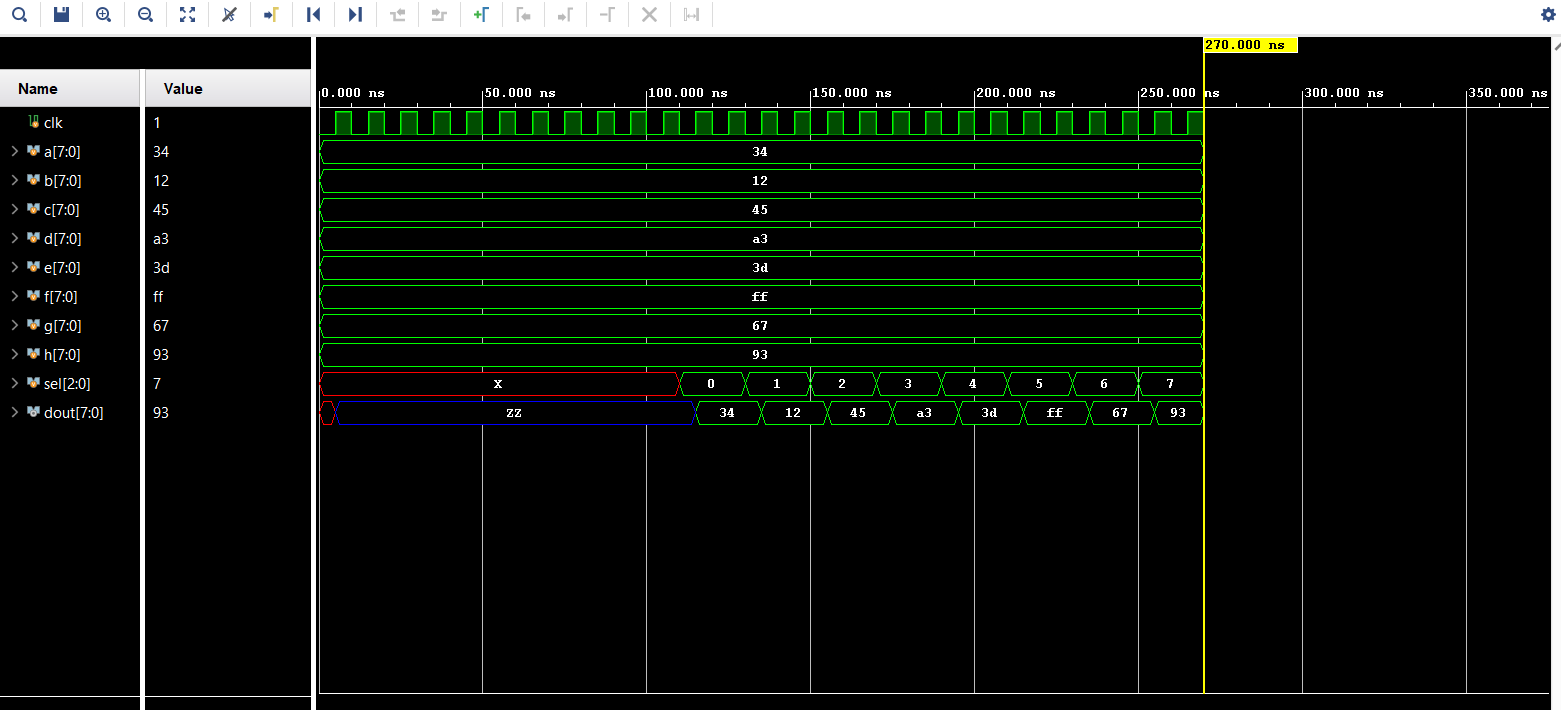 270.000 ns
Name Value
0.000 ns 50.000 ns 100.000 ns 150.000 ns 200.000 ns 250.000 ns 300.000 ns 350.000 ns
clk 1
a[7:0] 34 34
b[7:0] 12 12
c[7:0] 45 45
d[7:0] a3 a3
e[7:0] 3d 3d
f[7:0] ff ff
g[7:0] 67 67
h[7:0] 93 93
sel[2:0] 7 X 0 1 2 3 4 5 6 7
dout[7:0] 93 ZZ 34 12 45 a3 3d ff 67 93